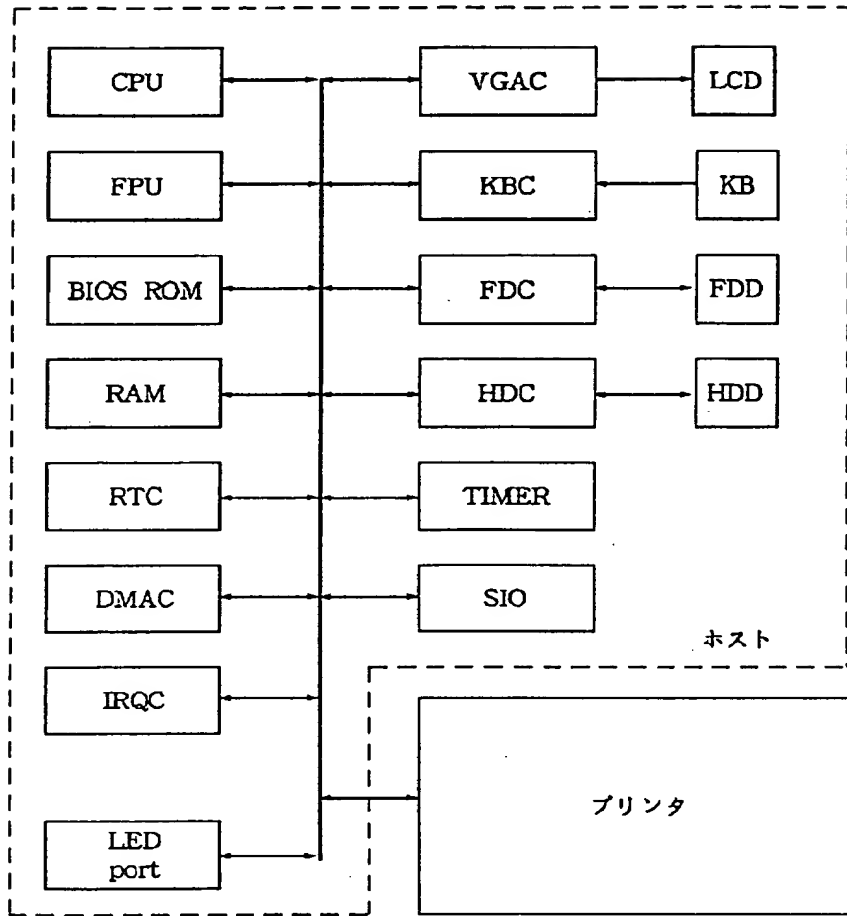 CPU
VGAC
LCD
FPU
KBC
KB
BIOS ROM
FDC
FDD
RAM
HDC
HDD
RTC
TIMER
DMAC
SIO
ホスト
IRQC
プリンタ
LED
port